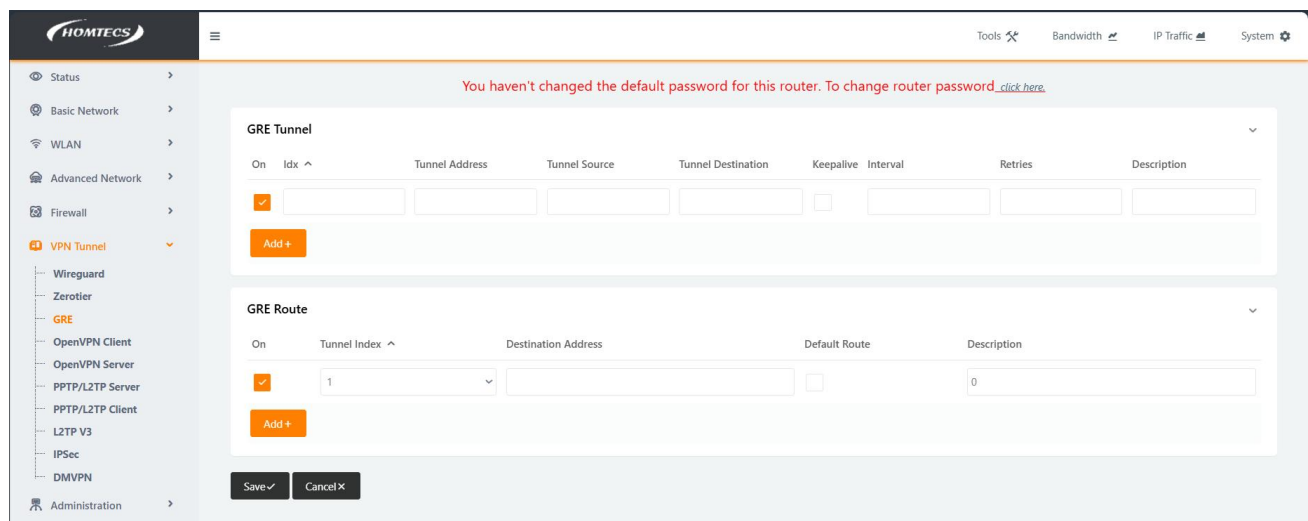 HOMTECS
Tools
Bandwidth
IP Traffic
System
Status
Basic Network
WLAN
Advanced Network
Firewall
VPN Tunnel
Wireguard
Zerotier
GRE
OpenVPN Client
OpenVPN Server
PPTP/L2TP Server
PPTP/L2TP Client
L2TP V3
IPSec
DMVPN
Administration
You haven't changed the default password for this router. To change router password click here.
GRE Tunnel
On Idx Tunnel Address Tunnel Source Tunnel Destination Keepalive Interval Retries Description
Add+
GRE Route
On Tunnel Index Destination Address Default Route Description
1 0
Add+
Save Cancel